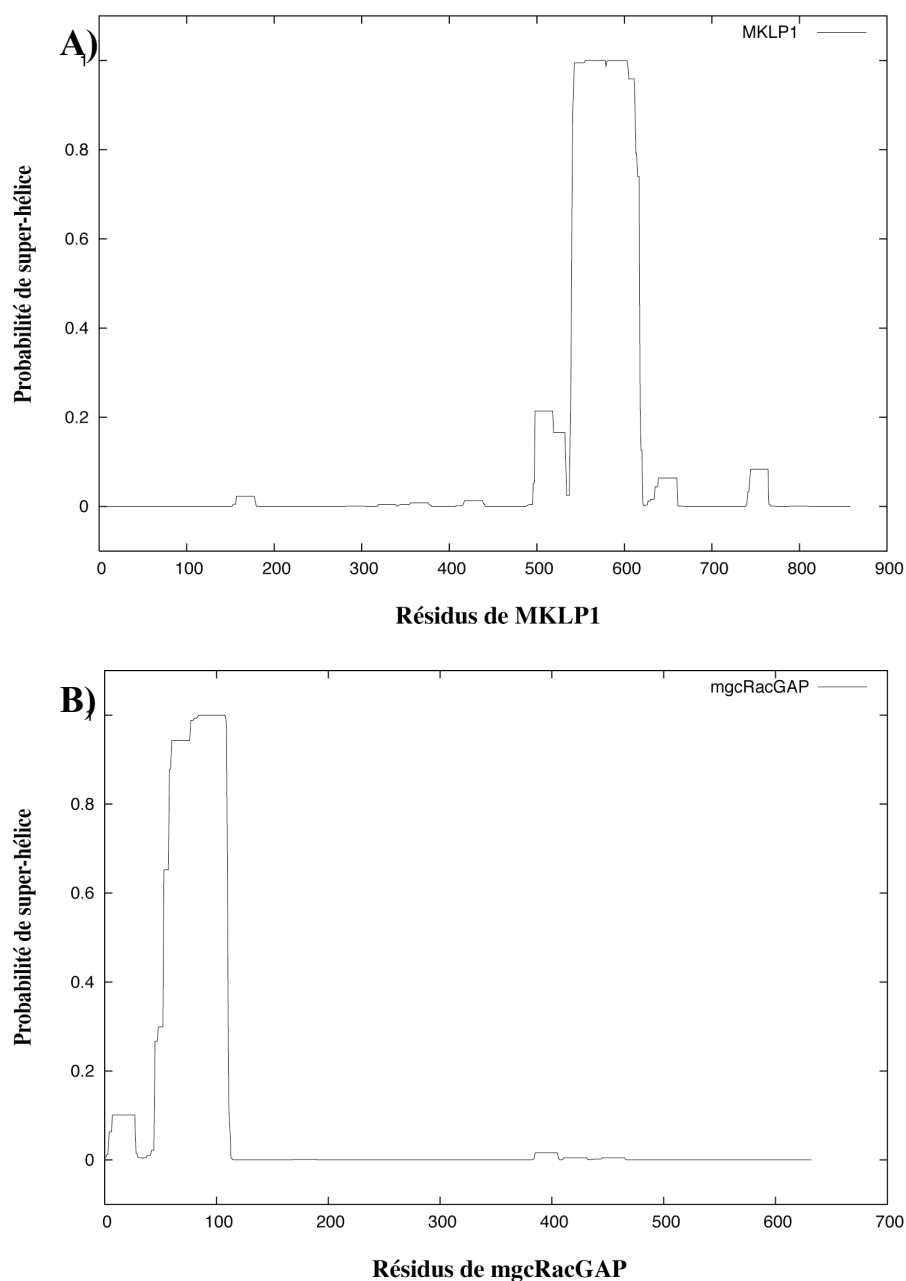 A)
MKLP1
1
0.8
0.6
0.4
0.2
0
Probabilité de super-hélice
0 100 200 300 400 500 600 700 800 900
Résidus de MKLP1
B)
mgcRacGAP
1
0.8
0.6
0.4
0.2
0
Probabilité de super-hélice
0 100 200 300 400 500 600 700
Résidus de mgcRacGAP